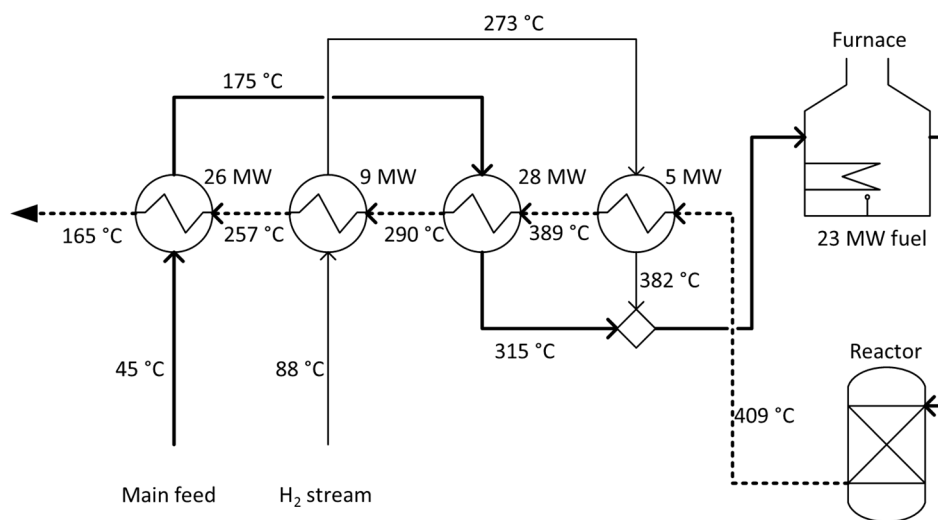 273 °C
Furnace
175 °C
26 MW
9 MW
28 MW
5 MW
165 °C
257 °C
290 °C
389 °C
23 MW fuel
382 °C
315 °C
Reactor
45 °C
88 °C
409 °C
Main feed
H₂ stream